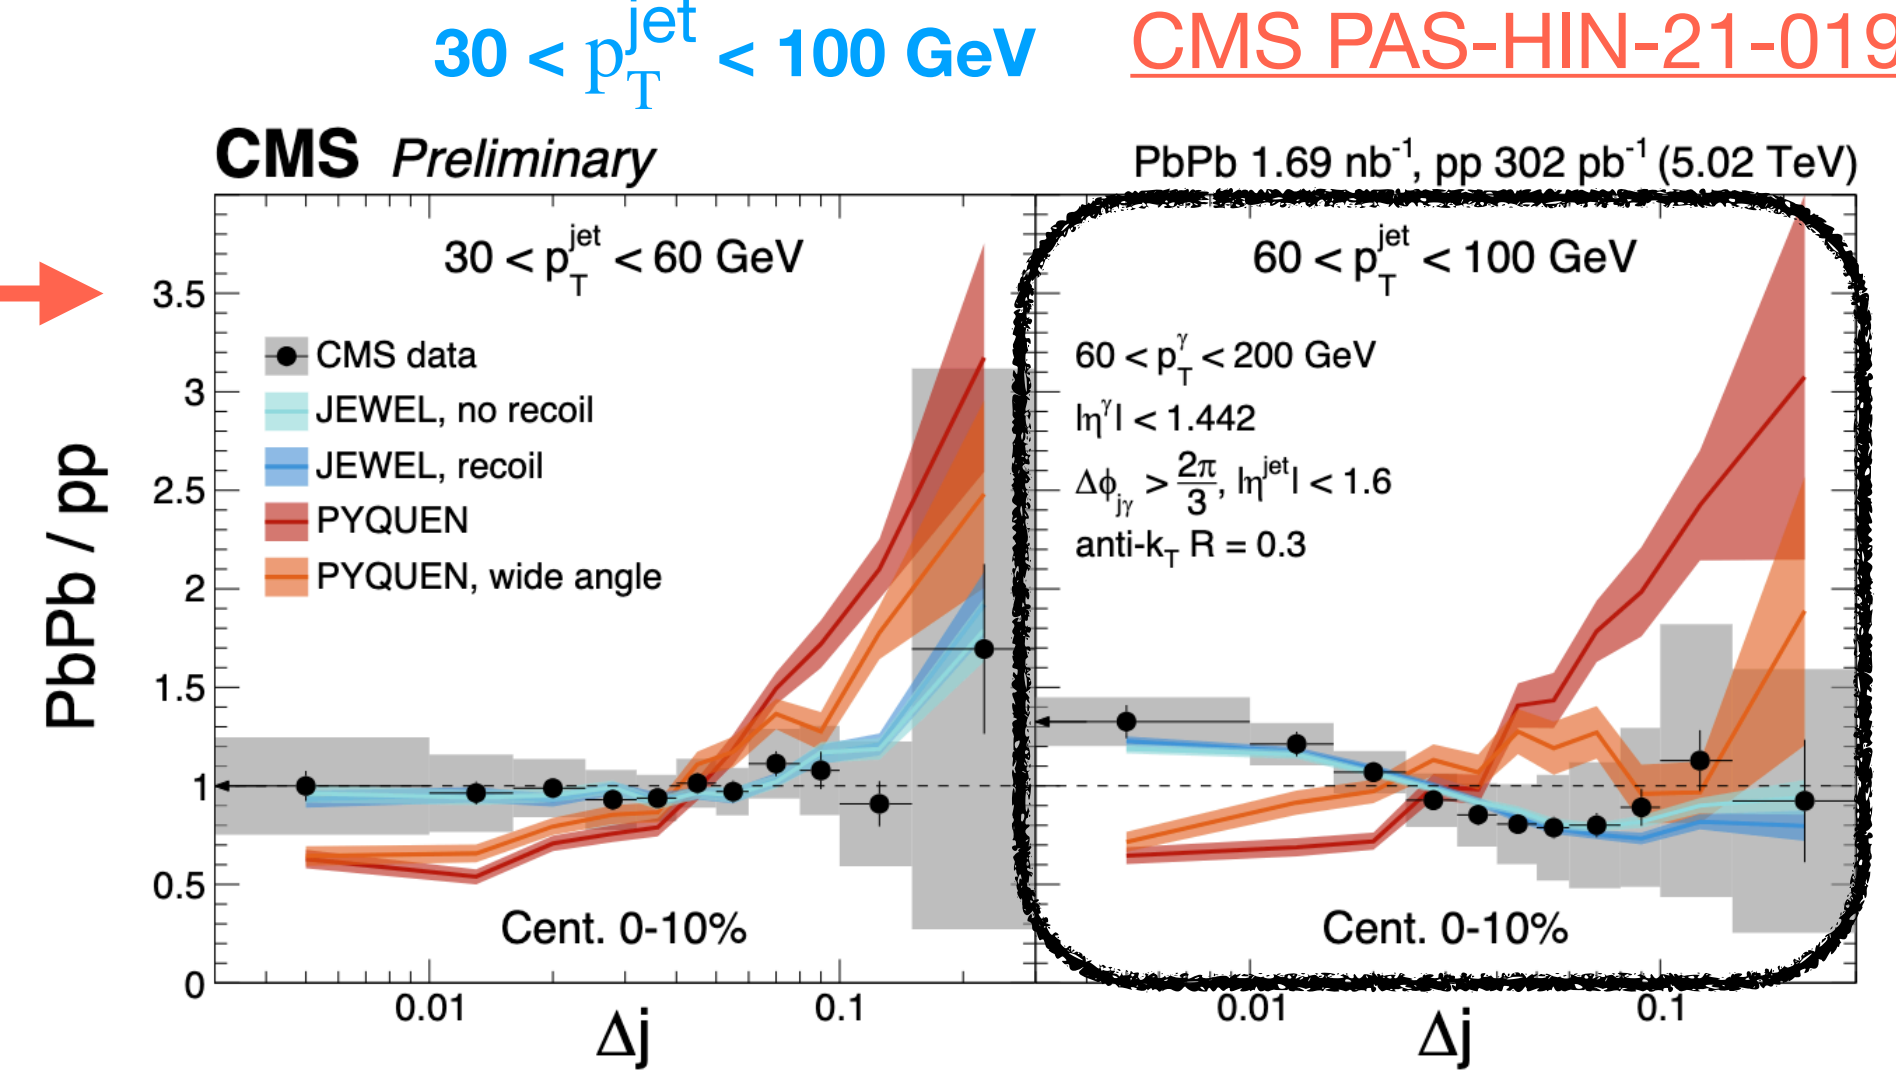 30 < p_T^jet < 100 GeV
CMS PAS-HIN-21-019
CMS Preliminary
PbPb 1.69 nb⁻¹, pp 302 pb⁻¹ (5.02 TeV)
PbPb / pp
3.5
3
2.5
2
1.5
1
0.5
0
30 < p_T^jet < 60 GeV
CMS data
JEWEL, no recoil
JEWEL, recoil
PYQUEN
PYQUEN, wide angle
Cent. 0-10%
0.01
0.1
Δj
60 < p_T^jet < 100 GeV
60 < p_T^γ < 200 GeV
|η^γ| < 1.442
Δϕ_jγ > 2π/3, |η^jet| < 1.6
anti-k_T R = 0.3
Cent. 0-10%
0.01
0.1
Δj